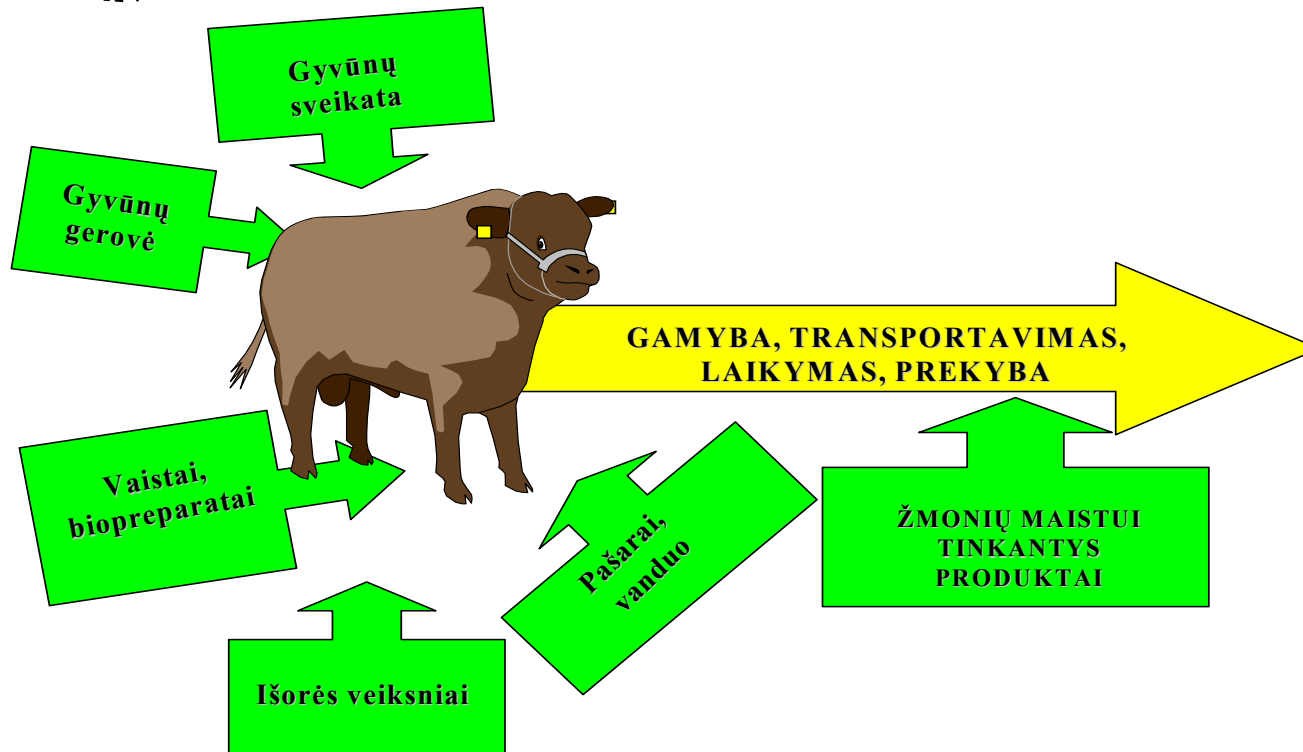 Gyvūnų
sveikata
Gyvūnų
gerovė
GAMYBA, TRANSPORTAVIMAS,
LAIKYMAS, PREKYBA
Vaistai,
biopreparatai
Pašarai,
vanduo
ŽMONIŲ MAISTUI
TINKANTYS
PRODUKTAI
Išorės veiksniai